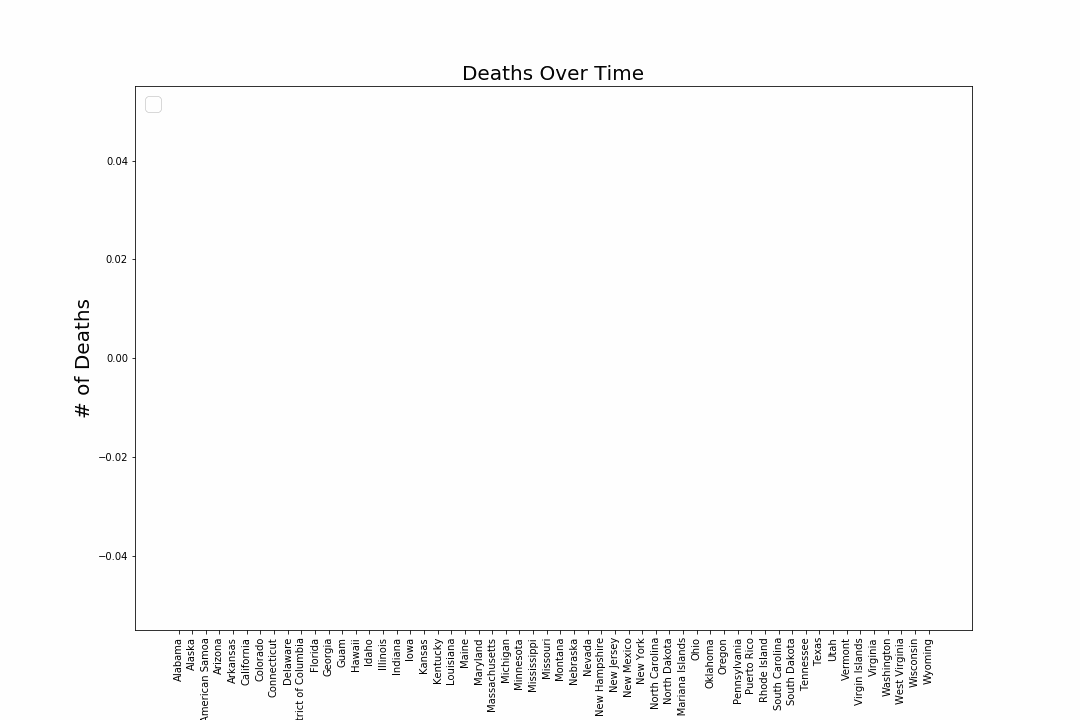 Deaths Over Time
0.04
0.02
0.00
−0.02
−0.04
# of Deaths
Alabama
Alaska
American Samoa
Arizona
Arkansas
California
Colorado
Connecticut
Delaware
trict of Columbia
Florida
Georgia
Guam
Hawaii
Idaho
Illinois
Indiana
Iowa
Kansas
Kentucky
Louisiana
Maine
Maryland
Massachusetts
Michigan
Minnesota
Mississippi
Missouri
Montana
Nebraska
Nevada
New Hampshire
New Jersey
New Mexico
New York
North Carolina
North Dakota
Mariana Islands
Ohio
Oklahoma
Oregon
Pennsylvania
Puerto Rico
Rhode Island
South Carolina
South Dakota
Tennessee
Texas
Utah
Vermont
Virgin Islands
Virginia
Washington
West Virginia
Wisconsin
Wyoming